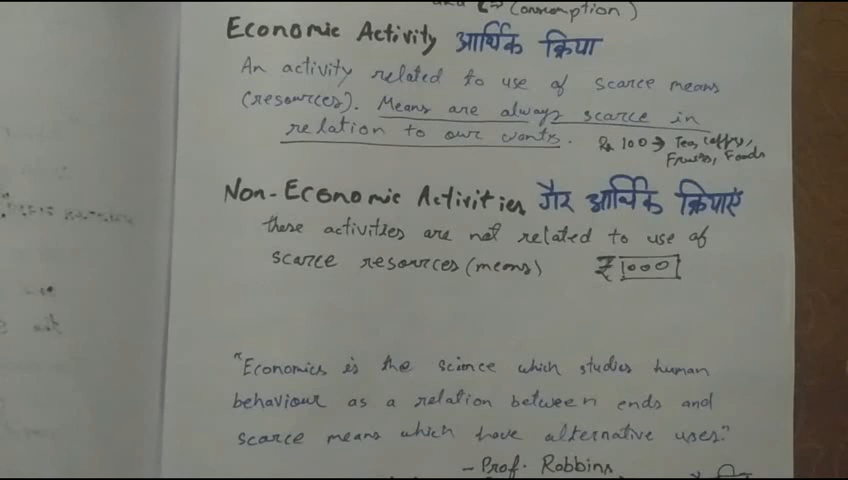 and (Consumption)
Economic Activity आर्थिक क्रिया
An activity related to use of scarce means
(resources). Means are always scarce in
relation to our wants. Rs 100 → Tea, Coffee,
Fruits, Foods
Non-Economic Activities गैर आर्थिक क्रियाएं
these activities are not related to use of
scarce resources (means) ₹ 1000
"Economics is the science which studies human
behaviour as a relation between ends and
scarce means which have alternative uses."
- Prof. Robbins